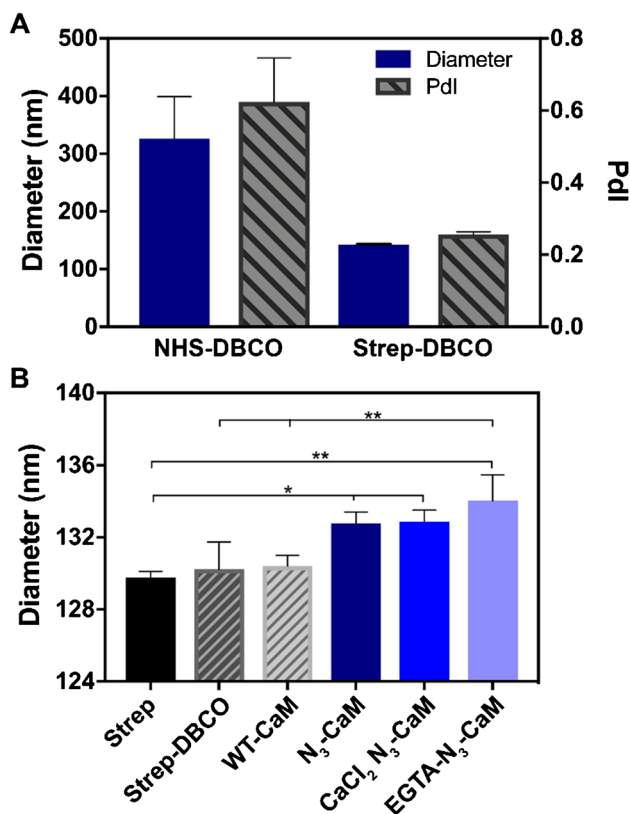 A
Diameter (nm)
500
400
300
200
100
0
Diameter
PdI
0.8
0.6
0.4
0.2
0.0
PdI
NHS-DBCO
Strep-DBCO
B
Diameter (nm)
140
136
132
128
124
**
**
*
Strep
Strep-DBCO
WT-CaM
N₃-CaM
CaCl₂ N₃-CaM
EGTA-N₃-CaM